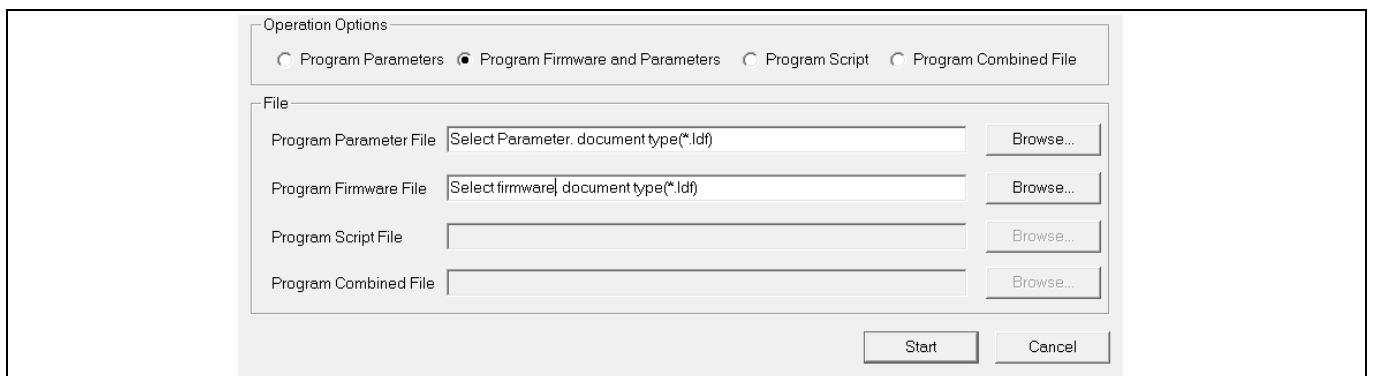 Operation Options
Program Parameters Program Firmware and Parameters Program Script Program Combined File
File
Program Parameter File Select Parameter. document type(*.ldf) Browse...
Program Firmware File Select firmware. document type(*.ldf) Browse...
Program Script File Browse...
Program Combined File Browse...
Start Cancel